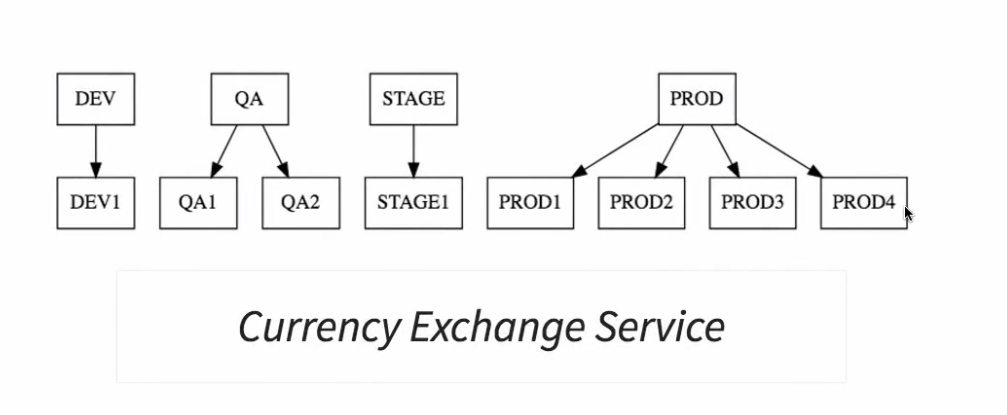 DEV QA STAGE PROD
DEV1 QA1 QA2 STAGE1 PROD1 PROD2 PROD3 PROD4
Currency Exchange Service